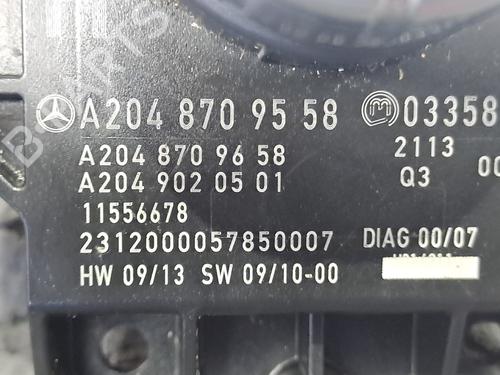 A204 870 95 58 03358
A204 870 96 58 2113
A204 902 05 01 Q3 00
11556678
2312000057850007 DIAG 00/07
HW 09/13 SW 09/10-00